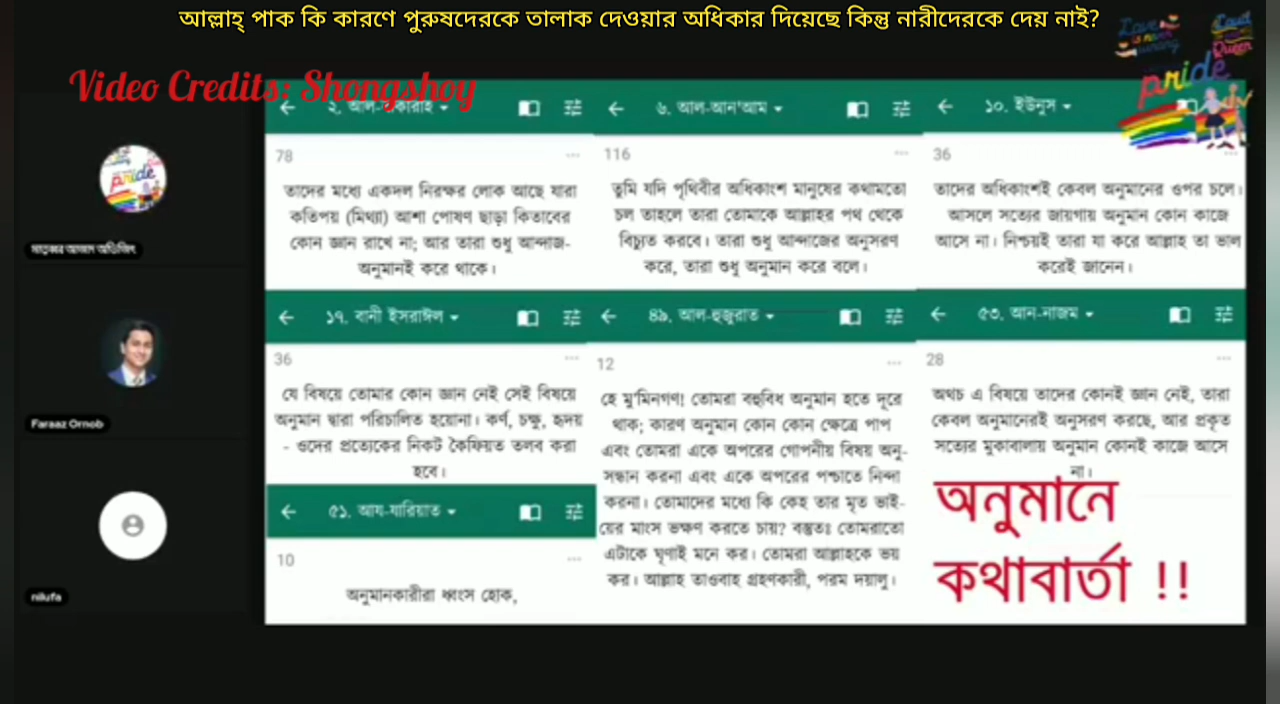 আল্লাহ্ পাক কি কারণে পুরুষদেরকে তালাক দেওয়ার অধিকার দিয়েছে কিন্তু নারীদেরকে দেয় নাই?
Video Credits: Shongshoy
pride
২. আল-বাকারাহ
78
তাদের মধ্যে একদল নিরক্ষর লোক আছে যারা
কতিপয় (মিথ্যা) আশা পোষণ ছাড়া কিতাবের
কোন জ্ঞান রাখে না; আর তারা শুধু আন্দাজ-
অনুমানই করে থাকে।
৬. আল-আন'আম
116
তুমি যদি পৃথিবীর অধিকাংশ মানুষের কথামতো
চল তাহলে তারা তোমাকে আল্লাহর পথ থেকে
বিচ্যুত করবে। তারা শুধু আন্দাজের অনুসরণ
করে, তারা শুধু অনুমান করে বলে।
১০. ইউনুস
36
তাদের অধিকাংশই কেবল অনুমানের ওপর চলে।
আসলে সত্যের জায়গায় অনুমান কোন কাজে
আসে না। নিশ্চয়ই তারা যা করে আল্লাহ তা ভাল
করেই জানেন।
১৭. বানী ইসরাঈল
36
যে বিষয়ে তোমার কোন জ্ঞান নেই সেই বিষয়ে
অনুমান দ্বারা পরিচালিত হয়োনা। কর্ণ, চক্ষু, হৃদয়
- ওদের প্রত্যেকের নিকট কৈফিয়ত তলব করা
হবে।
৫১. আয-যারিয়াত
10
অনুমানকারীরা ধ্বংস হোক,
৪৯. আল-হুজুরাত
12
হে মু'মিনগণ! তোমরা বহুবিধ অনুমান হতে দূরে
থাক; কারণ অনুমান কোন কোন ক্ষেত্রে পাপ
এবং তোমরা একে অপরের গোপনীয় বিষয় অনু-
সন্ধান করনা এবং একে অপরের পশ্চাতে নিন্দা
করনা। তোমাদের মধ্যে কি কেহ তার মৃত ভাই-
য়ের মাংস ভক্ষণ করতে চায়? বস্তুতঃ তোমরাতো
এটাকে ঘৃণাই মনে কর। তোমরা আল্লাহকে ভয়
কর। আল্লাহ তাওবাহ গ্রহণকারী, পরম দয়ালু।
৫৩. আন-নাজম
28
অথচ এ বিষয়ে তাদের কোনই জ্ঞান নেই, তারা
কেবল অনুমানেরই অনুসরণ করছে, আর প্রকৃত
সত্যের মুকাবালায় অনুমান কোনই কাজে আসে
না।
অনুমানে
কথাবার্তা !!
pride
Faraaz Ornob
nilufa